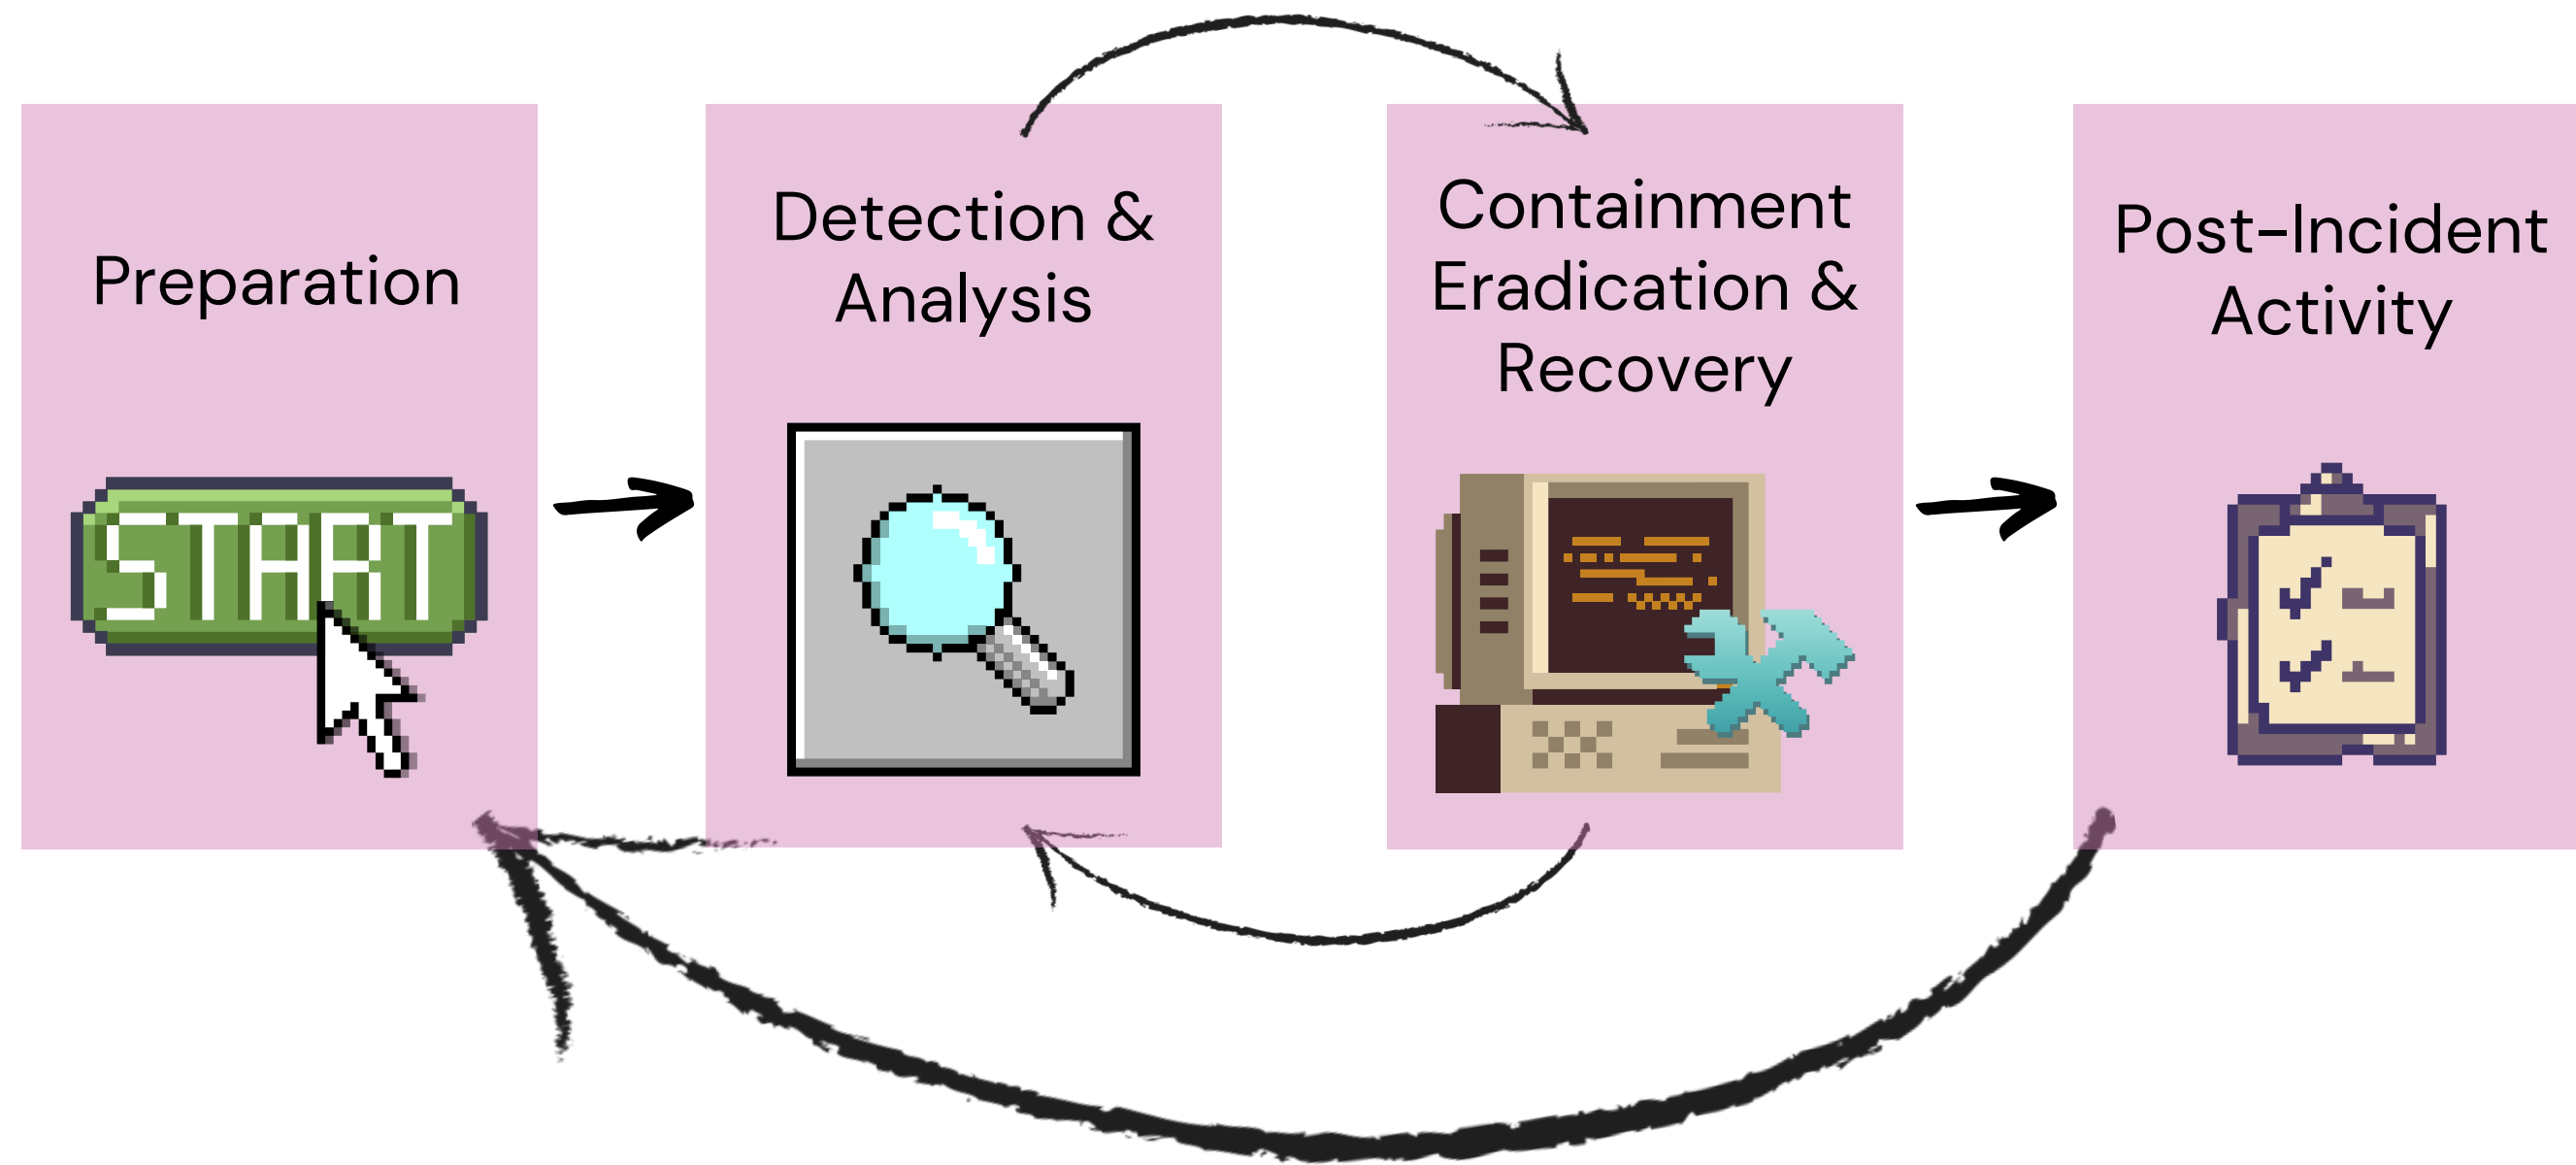 Preparation
START
Detection &
Analysis
Containment
Eradication &
Recovery
Post-Incident
Activity